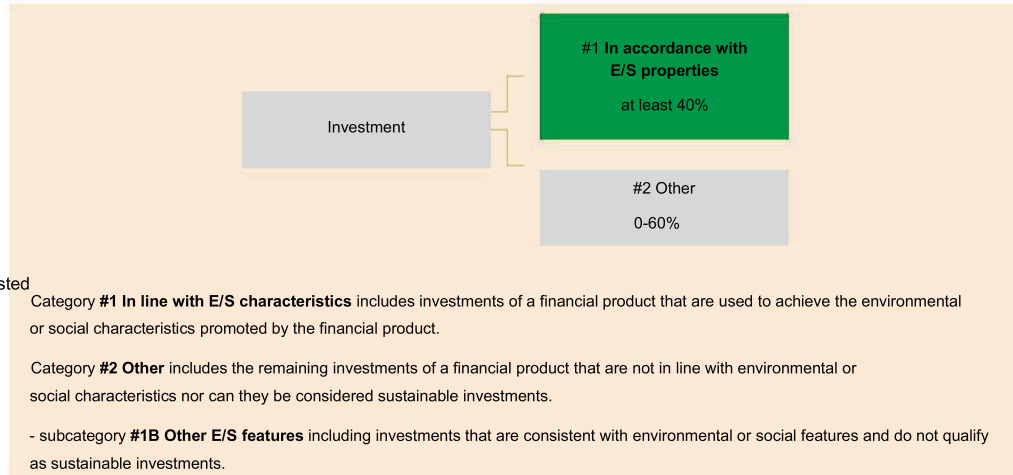 #1 In accordance with
E/S properties
at least 40%
Investment
#2 Other
0-60%
sted
Category #1 In line with E/S characteristics includes investments of a financial product that are used to achieve the environmental
or social characteristics promoted by the financial product.
Category #2 Other includes the remaining investments of a financial product that are not in line with environmental or
social characteristics nor can they be considered sustainable investments.
- subcategory #1B Other E/S features including investments that are consistent with environmental or social features and do not qualify
as sustainable investments.